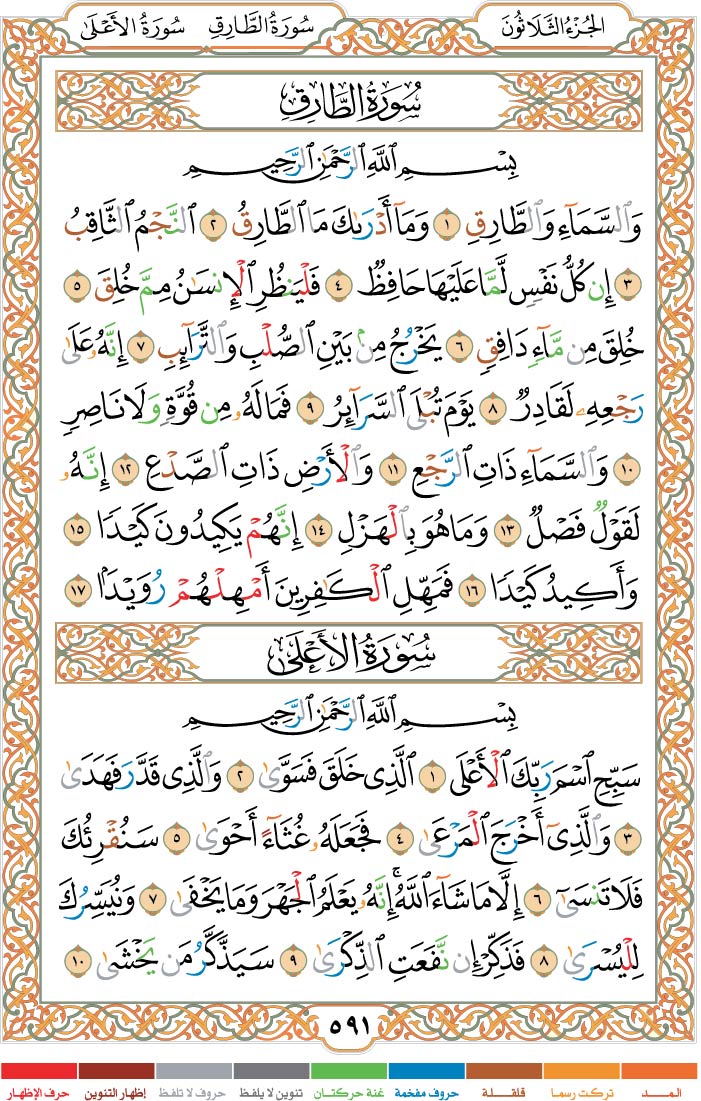 الجُزْءُ الثَّلَاثُونَ سُورَةُ الطَّارِقِ سُورَةُ الأَعْلَىٰ
سُورَةُ الطَّارِقِ
بِسْمِ ٱللَّهِ ٱلرَّحْمَٰنِ ٱلرَّحِيمِ
وَٱلسَّمَآءِ وَٱلطَّارِقِ ١ وَمَآ أَدْرَىٰكَ مَا ٱلطَّارِقُ ٢ ٱلنَّجْمُ ٱلثَّاقِبُ
٣ إِن كُلُّ نَفْسٍ لَّمَّا عَلَيْهَا حَافِظٌ ٤ فَلْيَنظُرِ ٱلْإِنسَٰنُ مِمَّ خُلِقَ ٥
خُلِقَ مِن مَّآءٍ دَافِقٍ ٦ يَخْرُجُ مِنۢ بَيْنِ ٱلصُّلْبِ وَٱلتَّرَآئِبِ ٧ إِنَّهُۥ عَلَىٰ
رَجْعِهِۦ لَقَادِرٌ ٨ يَوْمَ تُبْلَى ٱلسَّرَآئِرُ ٩ فَمَا لَهُۥ مِن قُوَّةٍ وَلَا نَاصِرٍ
١٠ وَٱلسَّمَآءِ ذَاتِ ٱلرَّجْعِ ١١ وَٱلْأَرْضِ ذَاتِ ٱلصَّدْعِ ١٢ إِنَّهُۥ
لَقَوْلٌ فَصْلٌ ١٣ وَمَا هُوَ بِٱلْهَزْلِ ١٤ إِنَّهُمْ يَكِيدُونَ كَيْدًا ١٥
وَأَكِيدُ كَيْدًا ١٦ فَمَهِّلِ ٱلْكَٰفِرِينَ أَمْهِلْهُمْ رُوَيْدًۢا ١٧
سُورَةُ الأَعْلَىٰ
بِسْمِ ٱللَّهِ ٱلرَّحْمَٰنِ ٱلرَّحِيمِ
سَبِّحِ ٱسْمَ رَبِّكَ ٱلْأَعْلَى ١ ٱلَّذِى خَلَقَ فَسَوَّىٰ ٢ وَٱلَّذِى قَدَّرَ فَهَدَىٰ
٣ وَٱلَّذِىٓ أَخْرَجَ ٱلْمَرْعَىٰ ٤ فَجَعَلَهُۥ غُثَآءً أَحْوَىٰ ٥ سَنُقْرِئُكَ
فَلَا تَنسَىٰٓ ٦ إِلَّا مَا شَآءَ ٱللَّهُ ۚ إِنَّهُۥ يَعْلَمُ ٱلْجَهْرَ وَمَا يَخْفَىٰ ٧ وَنُيَسِّرُكَ
لِلْيُسْرَىٰ ٨ فَذَكِّرْ إِن نَّفَعَتِ ٱلذِّكْرَىٰ ٩ سَيَذَّكَّرُ مَن يَخْشَىٰ ١٠
٥٩١
المـــد تركت رسما قلقـــلة حروف مفخمة غنة حركتان تنوين لا يلفظ حروف لا تلفظ إظهار التنوين حرف الإظهار